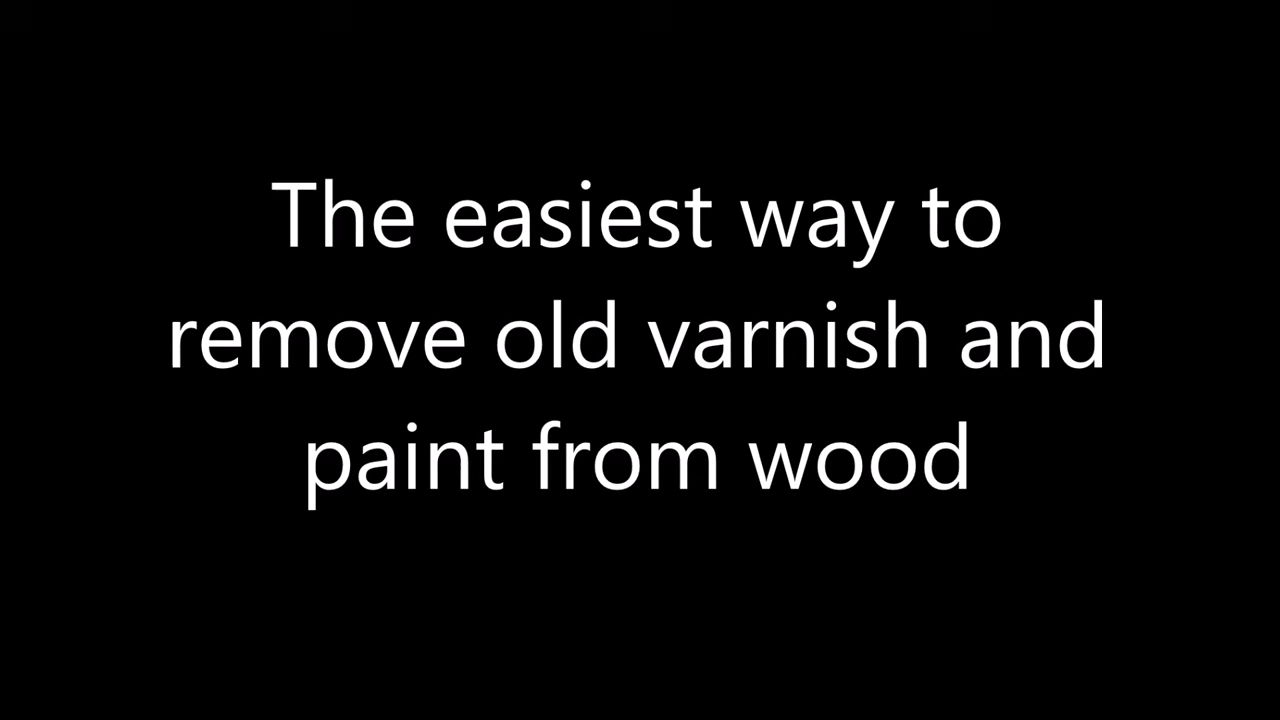 The easiest way to
remove old varnish and
paint from wood